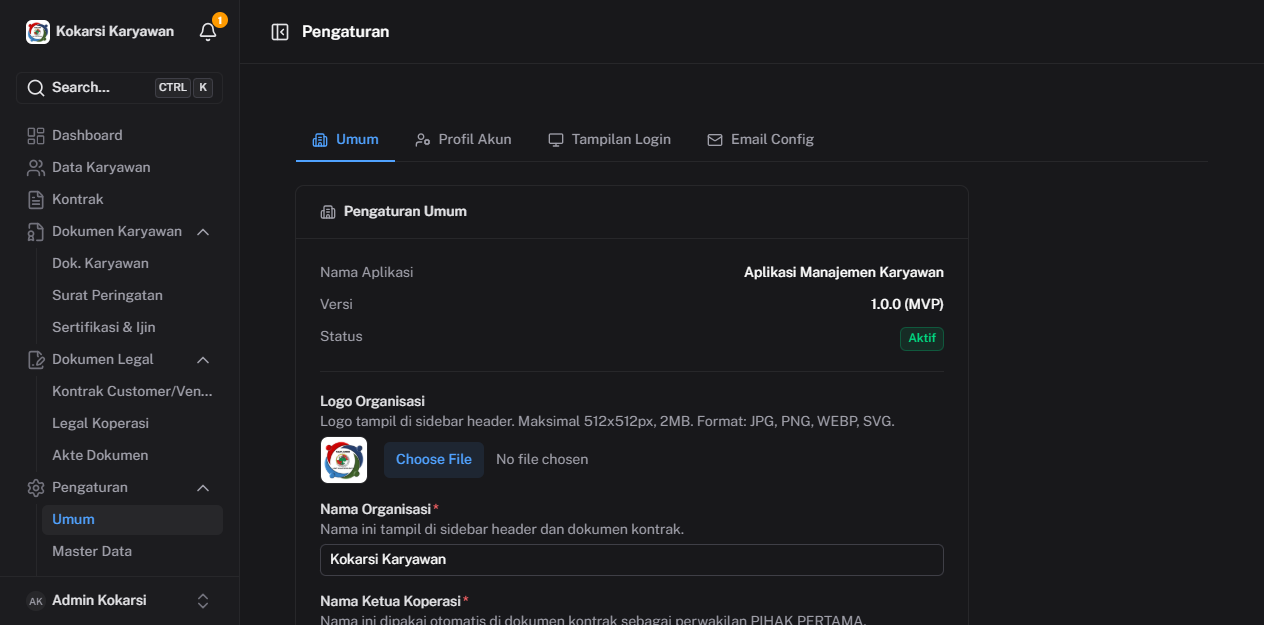 Kokarsi Karyawan
1
Search...
CTRL K
Dashboard
Data Karyawan
Kontrak
Dokumen Karyawan
Dok. Karyawan
Surat Peringatan
Sertifikasi & Ijin
Dokumen Legal
Kontrak Customer/Ven...
Legal Koperasi
Akte Dokumen
Pengaturan
Umum
Master Data
AK Admin Kokarsi
Pengaturan
Umum Profil Akun Tampilan Login Email Config
Pengaturan Umum
Nama Aplikasi Aplikasi Manajemen Karyawan
Versi 1.0.0 (MVP)
Status Aktif
Logo Organisasi
Logo tampil di sidebar header. Maksimal 512x512px, 2MB. Format: JPG, PNG, WEBP, SVG.
Choose File No file chosen
Nama Organisasi*
Nama ini tampil di sidebar header dan dokumen kontrak.
Kokarsi Karyawan
Nama Ketua Koperasi*
Nama ini dipakai otomatis di dokumen kontrak sebagai perwakilan PIHAK PERTAMA.